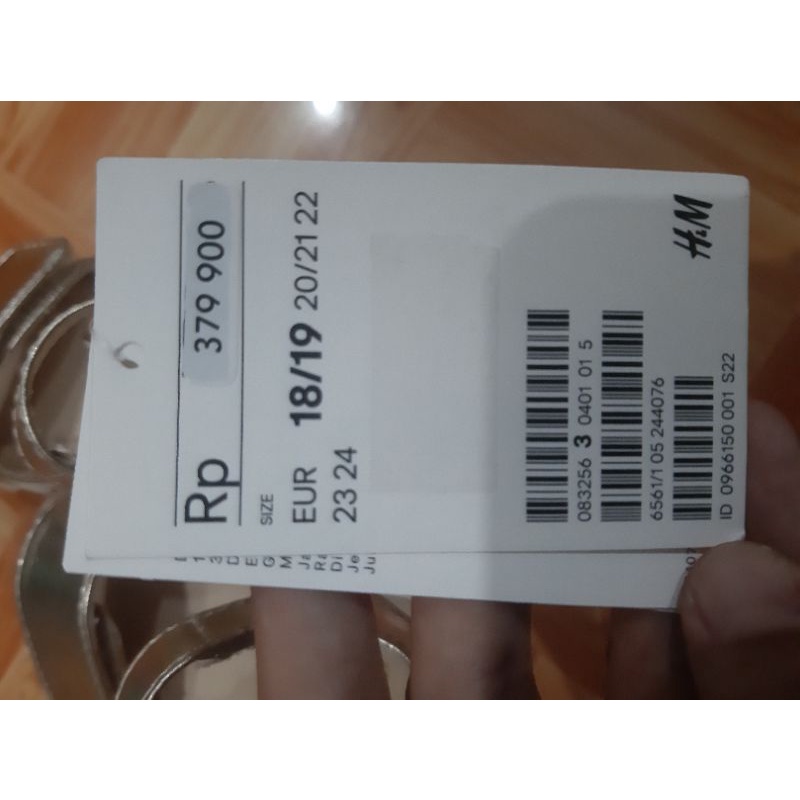 Rp 379 900
SIZE
EUR 18/19 20/21 22
23 24
H&M
083256 3 0401 01 5
6561/1 05 244076
ID 0966150 001 S22